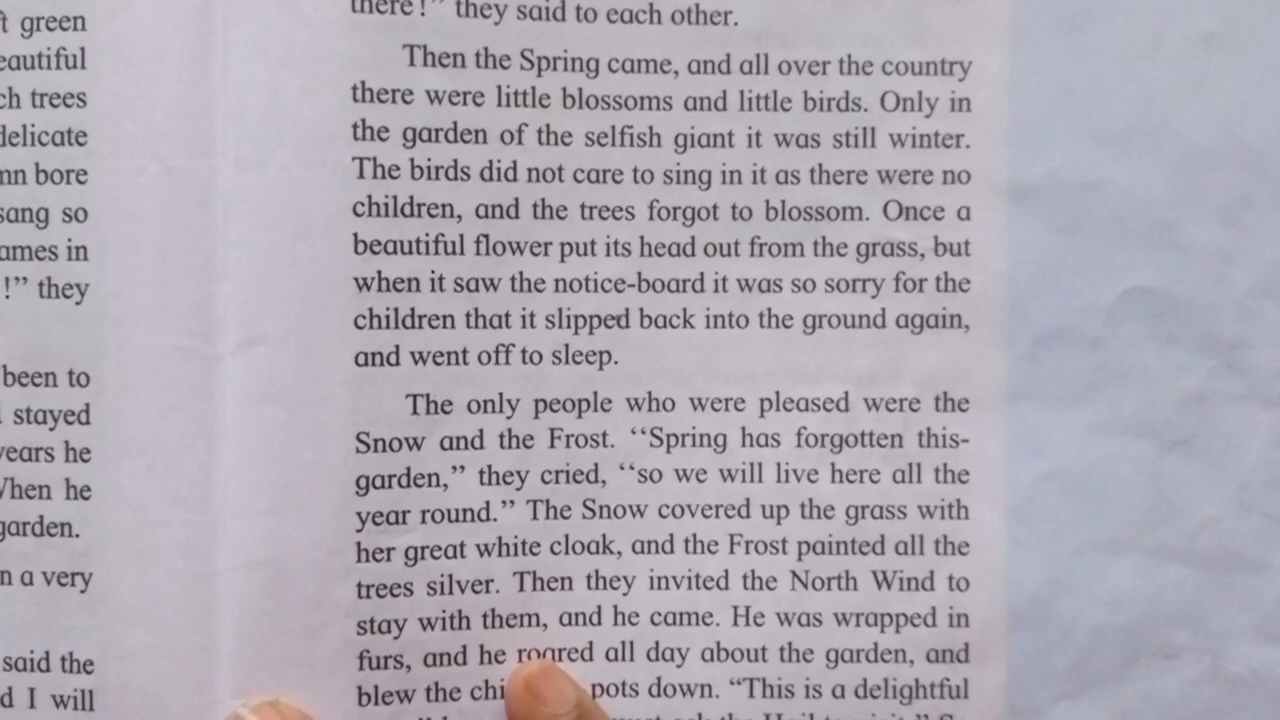 t green
eautiful
ch trees
delicate
nn bore
sang so
ames in
!” they
been to
stayed
years he
When he
garden.
n a very
said the
d I will
there!” they said to each other.
Then the Spring came, and all over the country
there were little blossoms and little birds. Only in
the garden of the selfish giant it was still winter.
The birds did not care to sing in it as there were no
children, and the trees forgot to blossom. Once a
beautiful flower put its head out from the grass, but
when it saw the notice-board it was so sorry for the
children that it slipped back into the ground again,
and went off to sleep.
The only people who were pleased were the
Snow and the Frost. “Spring has forgotten this-
garden,” they cried, “so we will live here all the
year round.” The Snow covered up the grass with
her great white cloak, and the Frost painted all the
trees silver. Then they invited the North Wind to
stay with them, and he came. He was wrapped in
furs, and he roared all day about the garden, and
blew the chi pots down. “This is a delightful